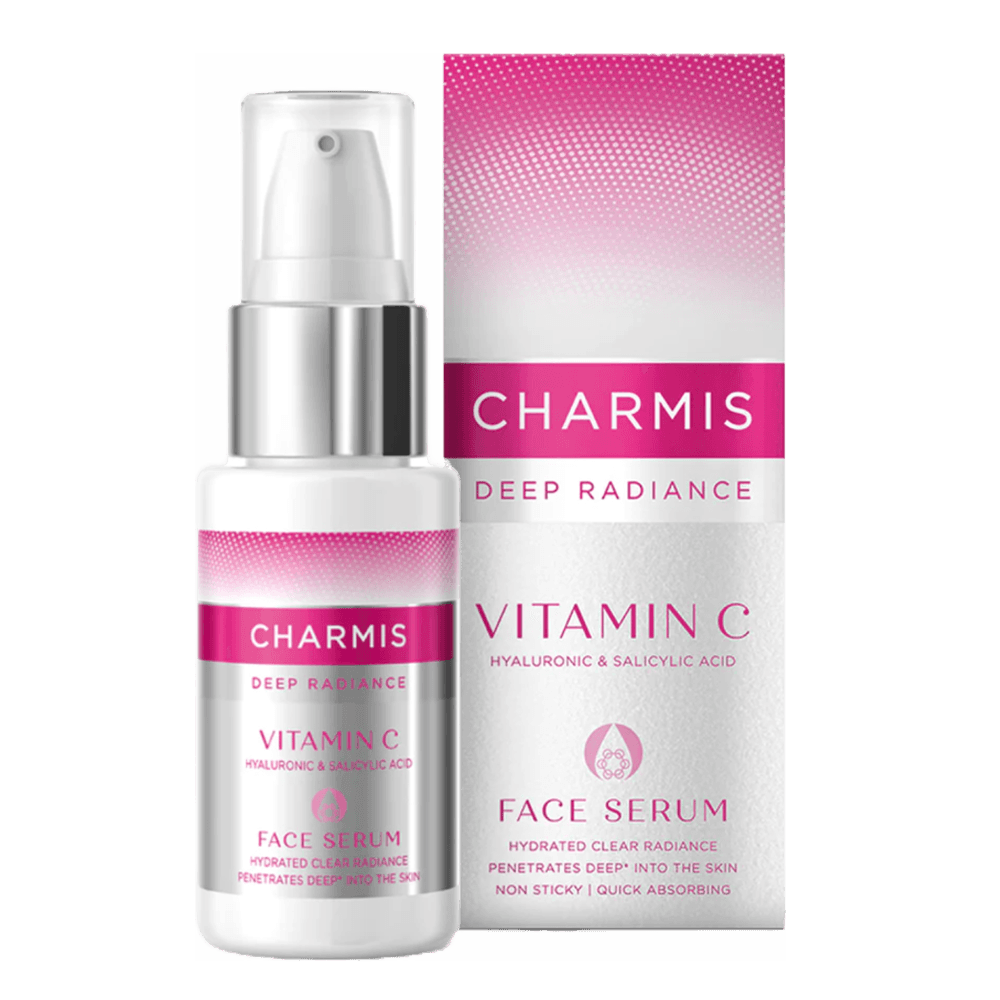 CHARMIS
DEEP RADIANCE
VITAMIN C
HYALURONIC & SALICYLIC ACID
FACE SERUM
HYDRATED CLEAR RADIANCE
PENETRATES DEEP* INTO THE SKIN
CHARMIS
DEEP RADIANCE
VITAMIN C
HYALURONIC & SALICYLIC ACID
FACE SERUM
HYDRATED CLEAR RADIANCE
PENETRATES DEEP* INTO THE SKIN
NON STICKY | QUICK ABSORBING